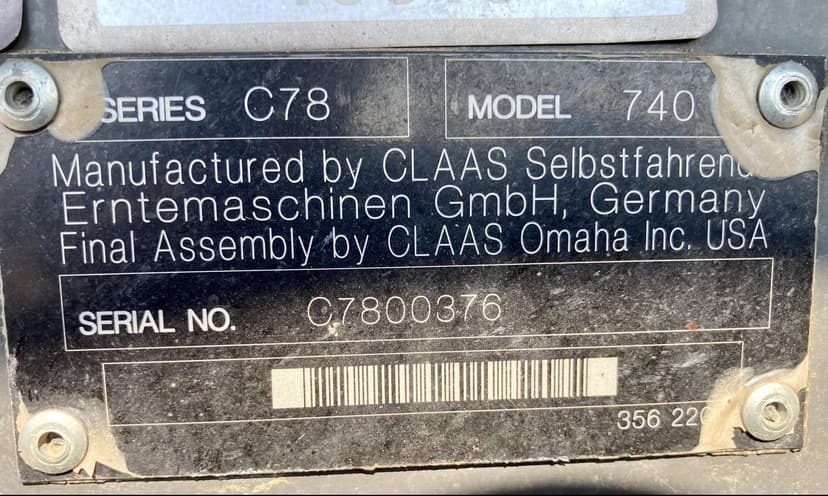 SERIES C78 MODEL 740
Manufactured by CLAAS Selbstfahrend
Erntemaschinen GmbH, Germany
Final Assembly by CLAAS Omaha Inc. USA
SERIAL NO. C7800376
356 220